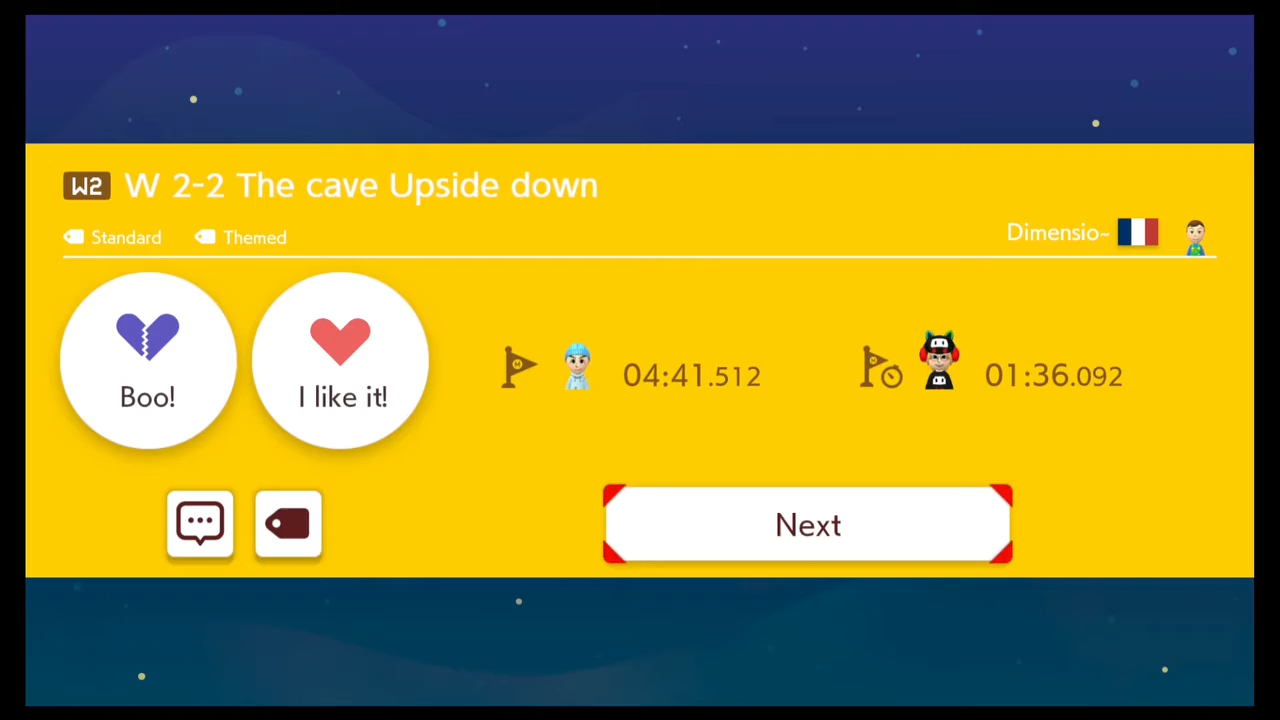 W2 W 2-2 The cave Upside down
Standard Themed
Dimensio~
04:41.512 01:36.092
Boo! I like it!
Next